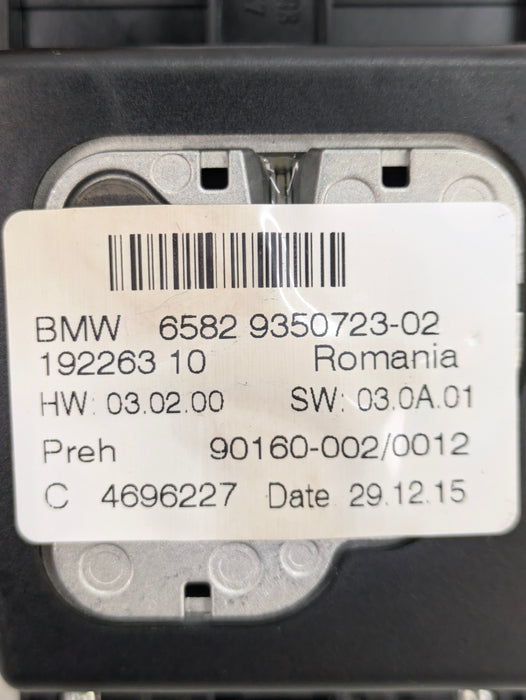 BMW 6582 9350723-02
192263 10 Romania
HW: 03.02.00 SW: 03.0A.01
Preh 90160-002/0012
C 4696227 Date 29.12.15